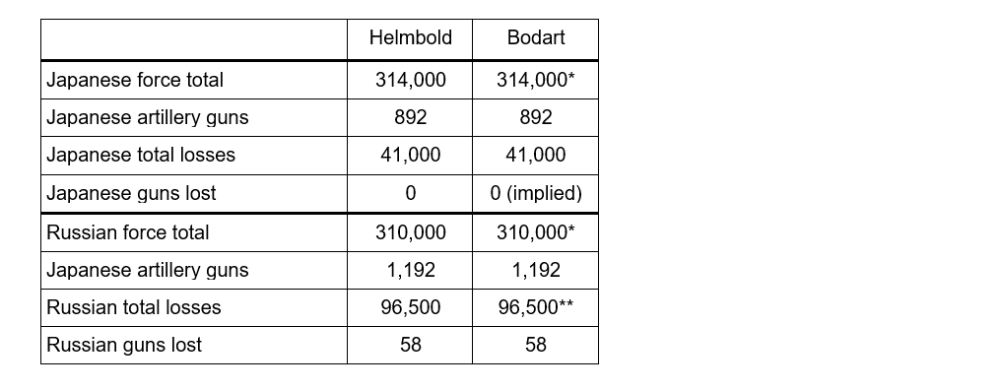 Helmbold Bodart
Japanese force total 314,000 314,000*
Japanese artillery guns 892 892
Japanese total losses 41,000 41,000
Japanese guns lost 0 0 (implied)
Russian force total 310,000 310,000*
Japanese artillery guns 1,192 1,192
Russian total losses 96,500 96,500**
Russian guns lost 58 58